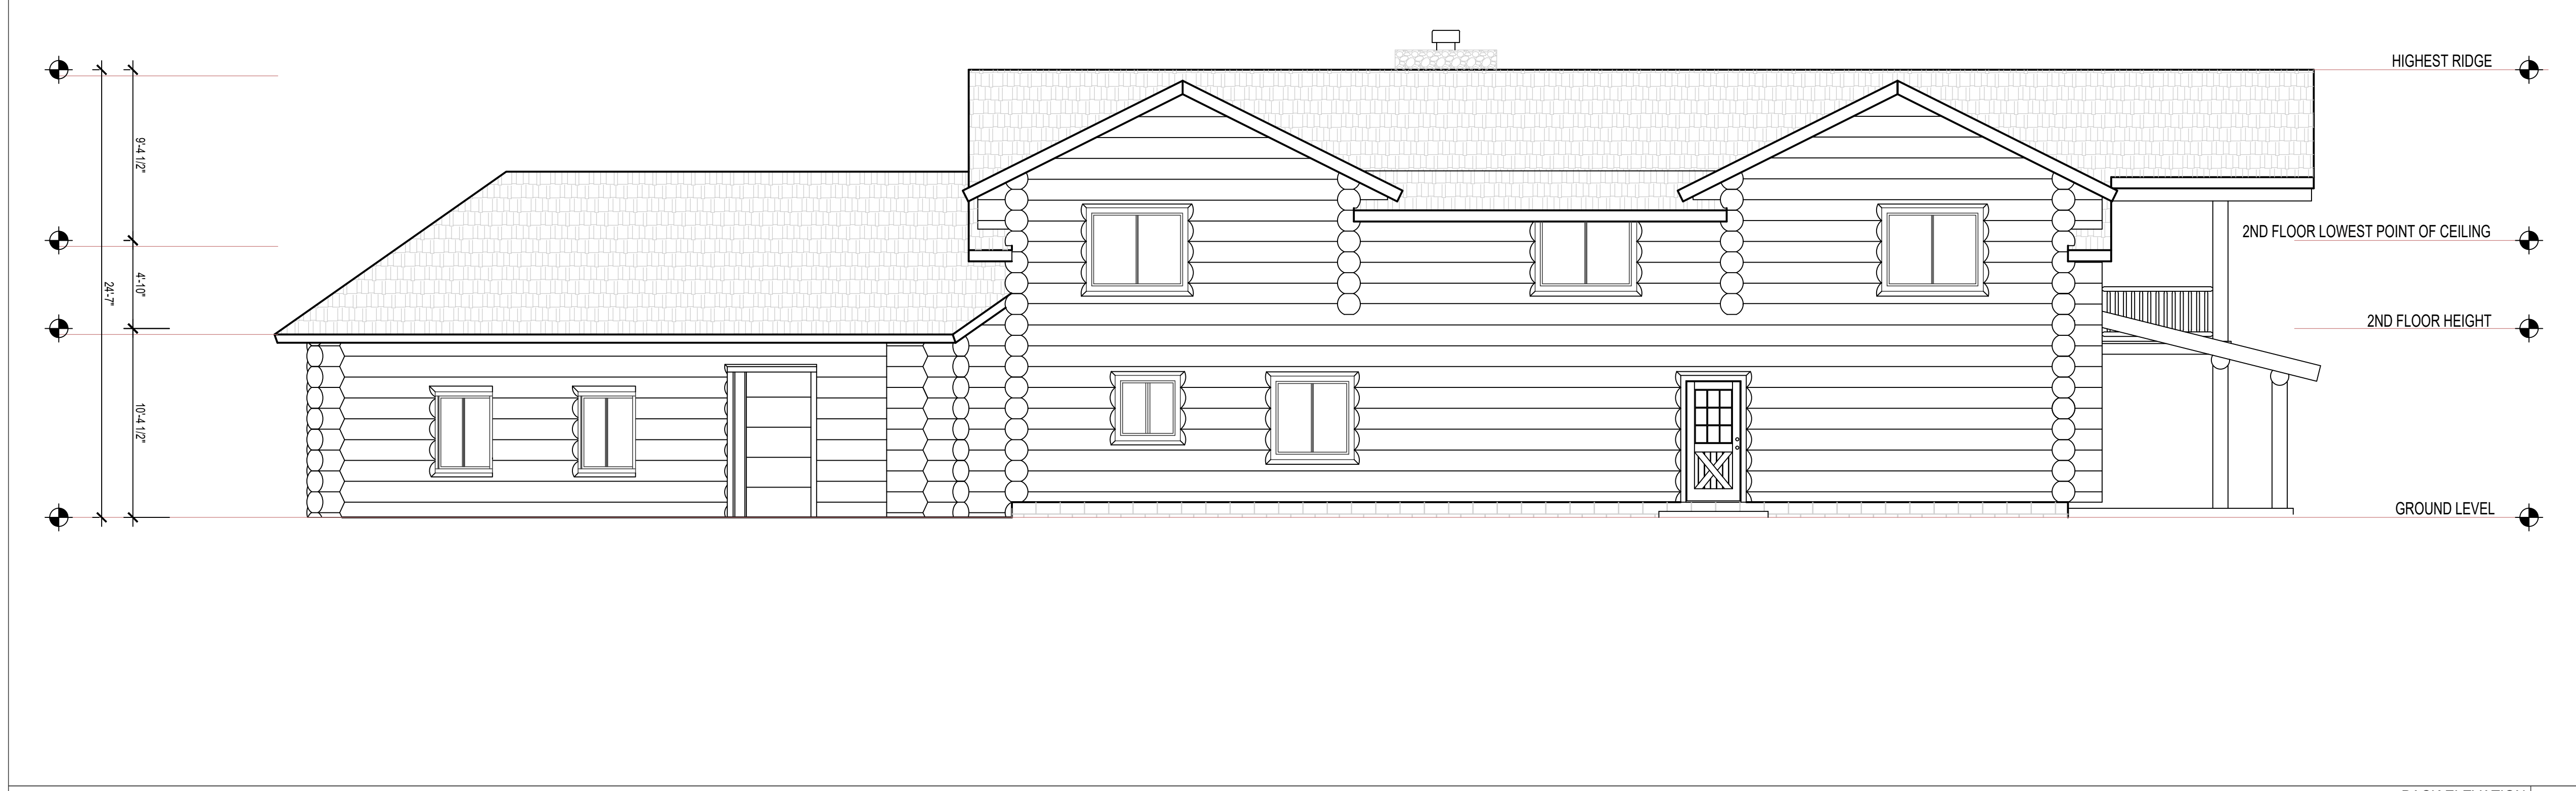 HIGHEST RIDGE
9'-4 1/2"
2ND FLOOR LOWEST POINT OF CEILING
4'-10"
24'-7"
2ND FLOOR HEIGHT
10'-4 1/2"
GROUND LEVEL